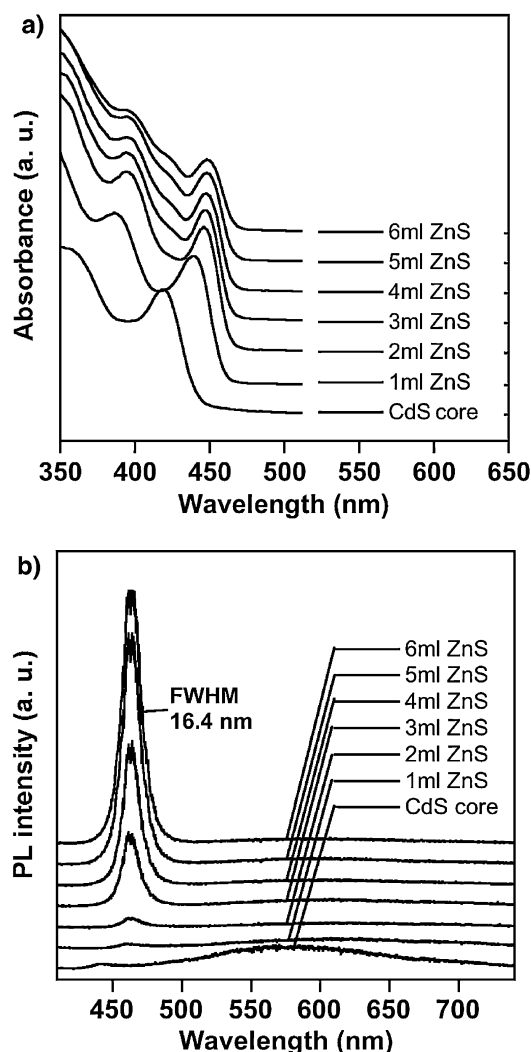 a)
Absorbance (a. u.)
6ml ZnS
5ml ZnS
4ml ZnS
3ml ZnS
2ml ZnS
1ml ZnS
CdS core
350 400 450 500 550 600 650
Wavelength (nm)
b)
PL intensity (a. u.)
FWHM
16.4 nm
6ml ZnS
5ml ZnS
4ml ZnS
3ml ZnS
2ml ZnS
1ml ZnS
CdS core
450 500 550 600 650 700
Wavelength (nm)